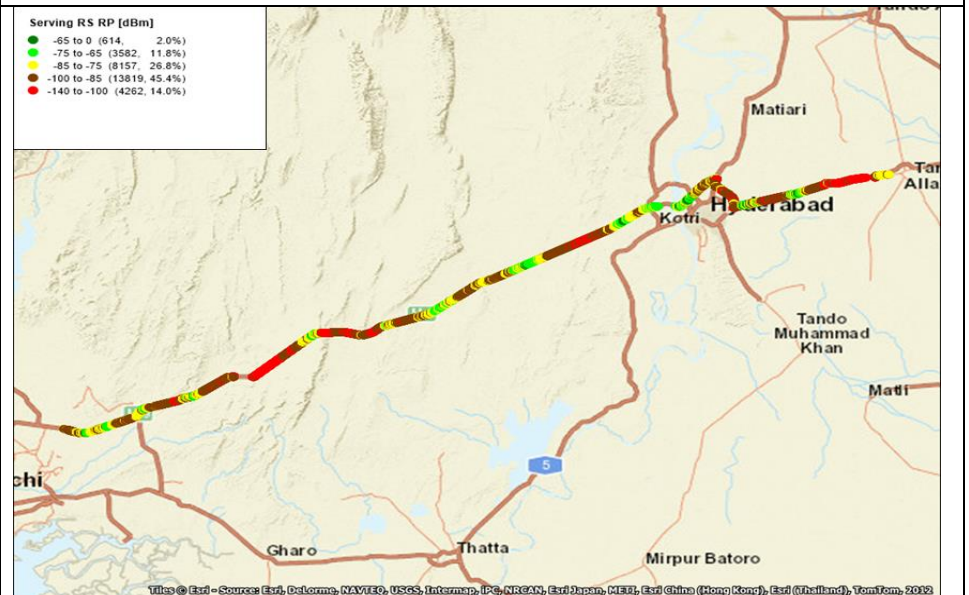 Serving RS RP [dBm]
-65 to 0 (614, 2.0%)
-75 to -65 (3582, 11.8%)
-85 to -75 (8157, 26.8%)
-100 to -85 (13819, 45.4%)
-140 to -100 (4262, 14.0%)
Matiari
Tan
Alla
Hyderabad
Kotri
Tando
Muhammad
Khan
Matli
5
chi
Gharo
Thatta
Mirpur Batoro
Tiles © Esri - Source: Esri, DeLorme, NAVTEQ, USGS, Intermap, iPC, NRCAN, Esri Japan, METI, Esri China (Hong Kong), Esri (Thailand), TomTom, 2012